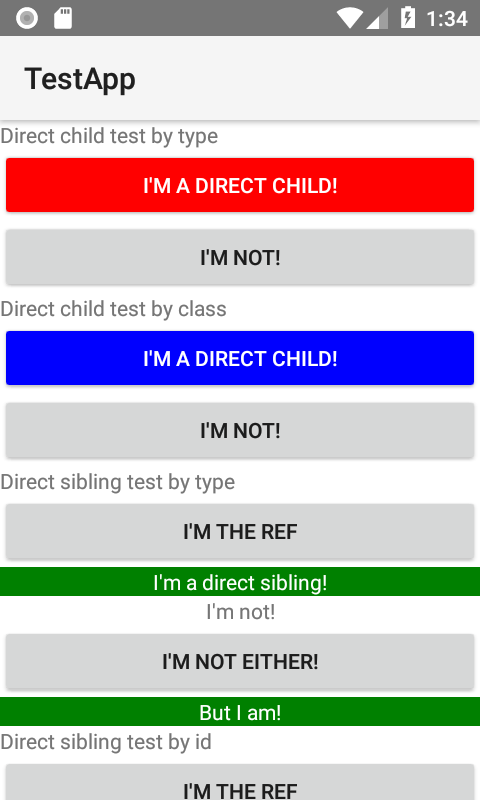 1:34
TestApp
Direct child test by type
I'M A DIRECT CHILD!
I'M NOT!
Direct child test by class
I'M A DIRECT CHILD!
I'M NOT!
Direct sibling test by type
I'M THE REF
I'm a direct sibling!
I'm not!
I'M NOT EITHER!
But I am!
Direct sibling test by id
I'M THE REF